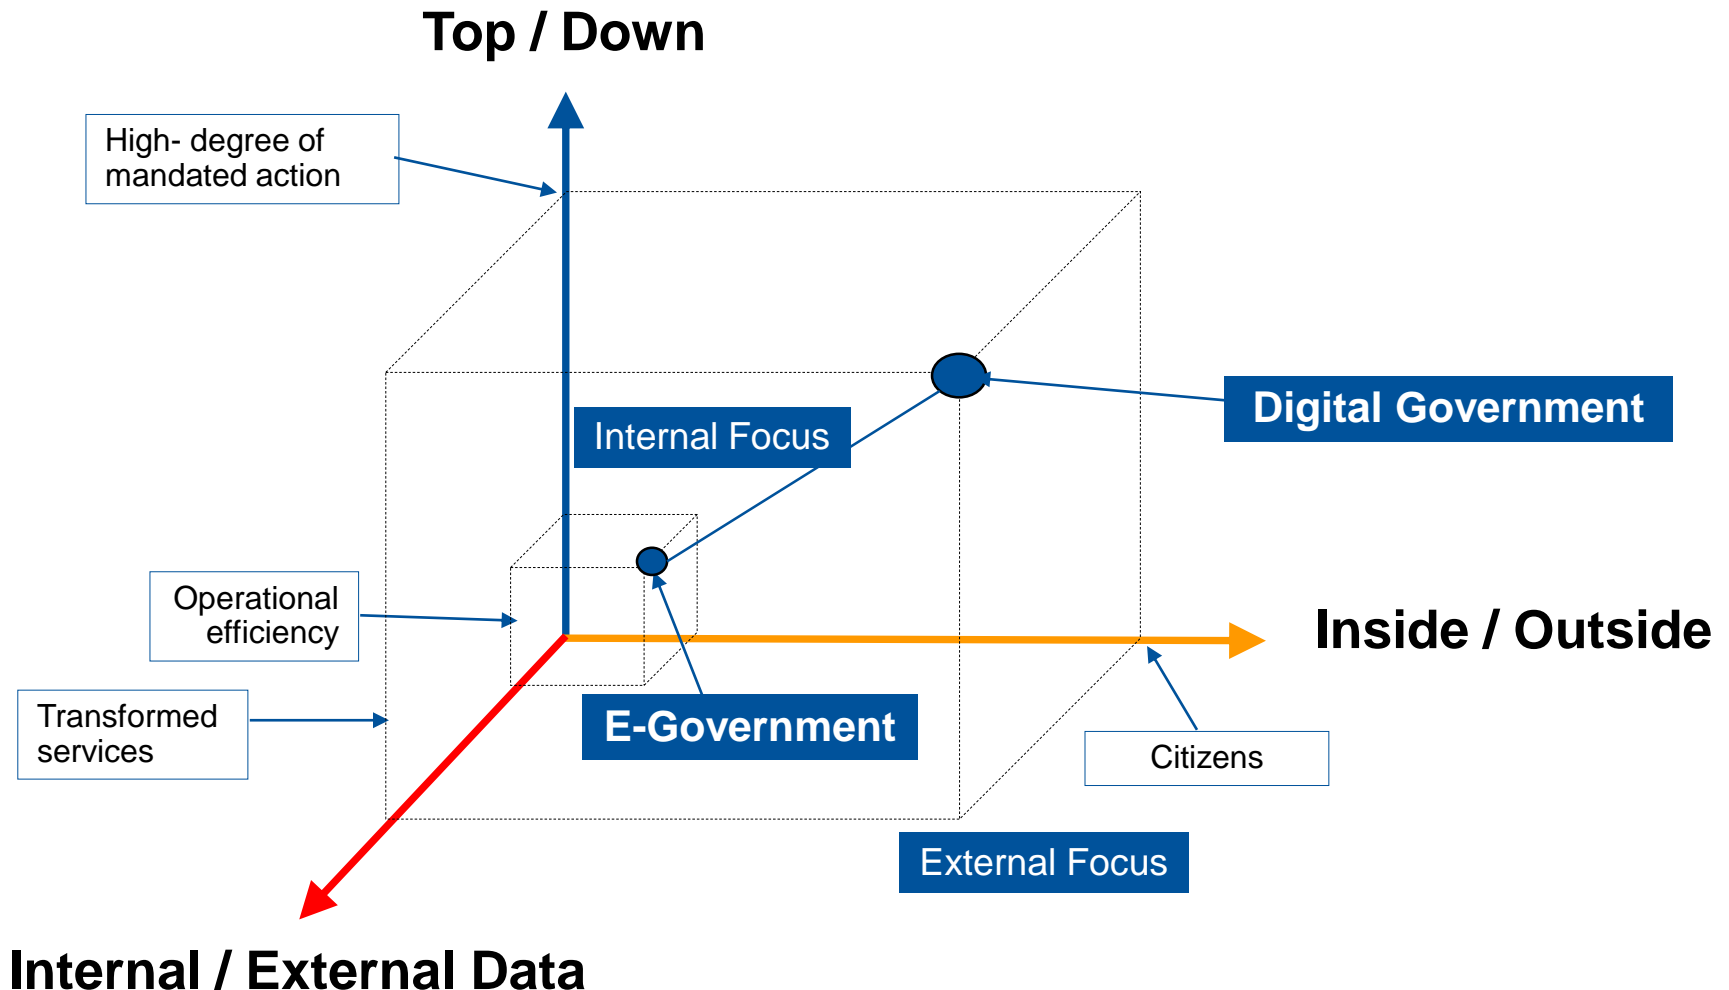 Top / Down
High- degree of
mandated action
Digital Government
Internal Focus
Operational
efficiency
Inside / Outside
Transformed
services
E-Government
Citizens
External Focus
Internal / External Data